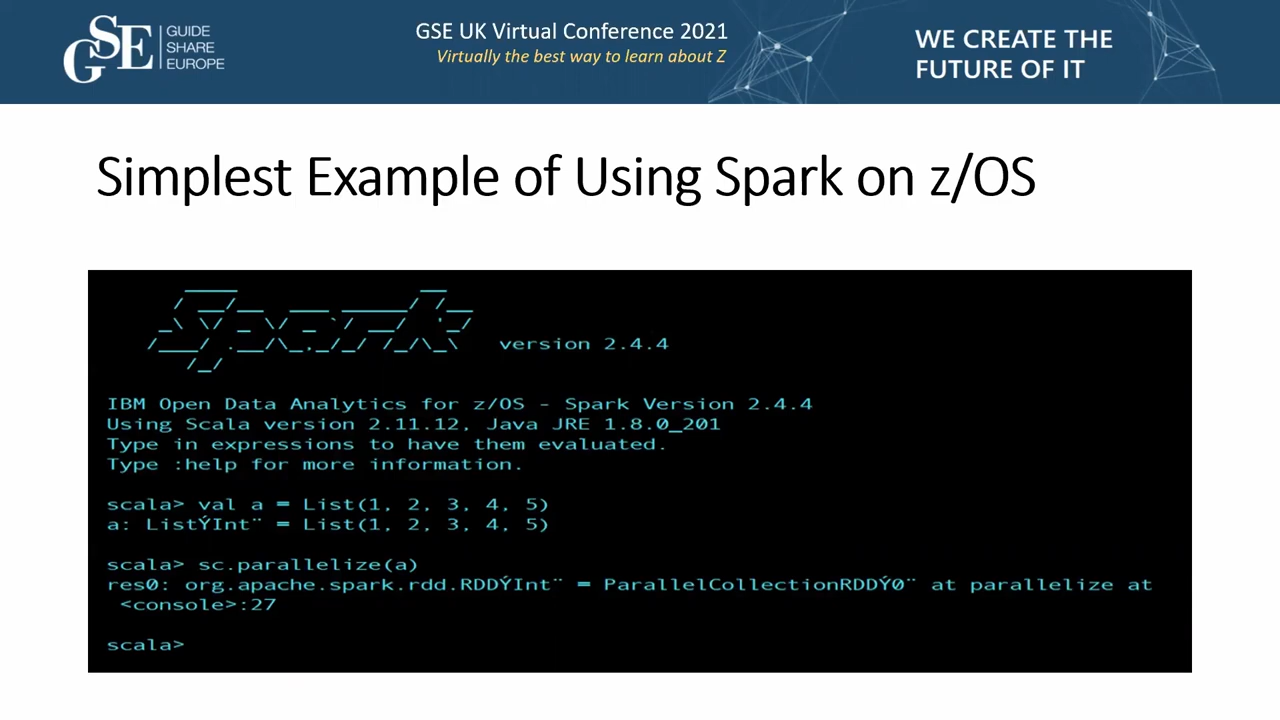 GSE
GUIDE
SHARE
EUROPE
GSE UK Virtual Conference 2021
Virtually the best way to learn about Z
WE CREATE THE
FUTURE OF IT
Simplest Example of Using Spark on z/OS
Spark version 2.4.4
IBM Open Data Analytics for z/OS - Spark Version 2.4.4
Using Scala version 2.11.12, Java JRE 1.8.0_201
Type in expressions to have them evaluated.
Type :help for more information.
scala> val a = List(1, 2, 3, 4, 5)
a: ListÝInt¨ = List(1, 2, 3, 4, 5)
scala> sc.parallelize(a)
res0: org.apache.spark.rdd.RDDÝInt¨ = ParallelCollectionRDDÝ0¨ at parallelize at
<console>:27
scala>